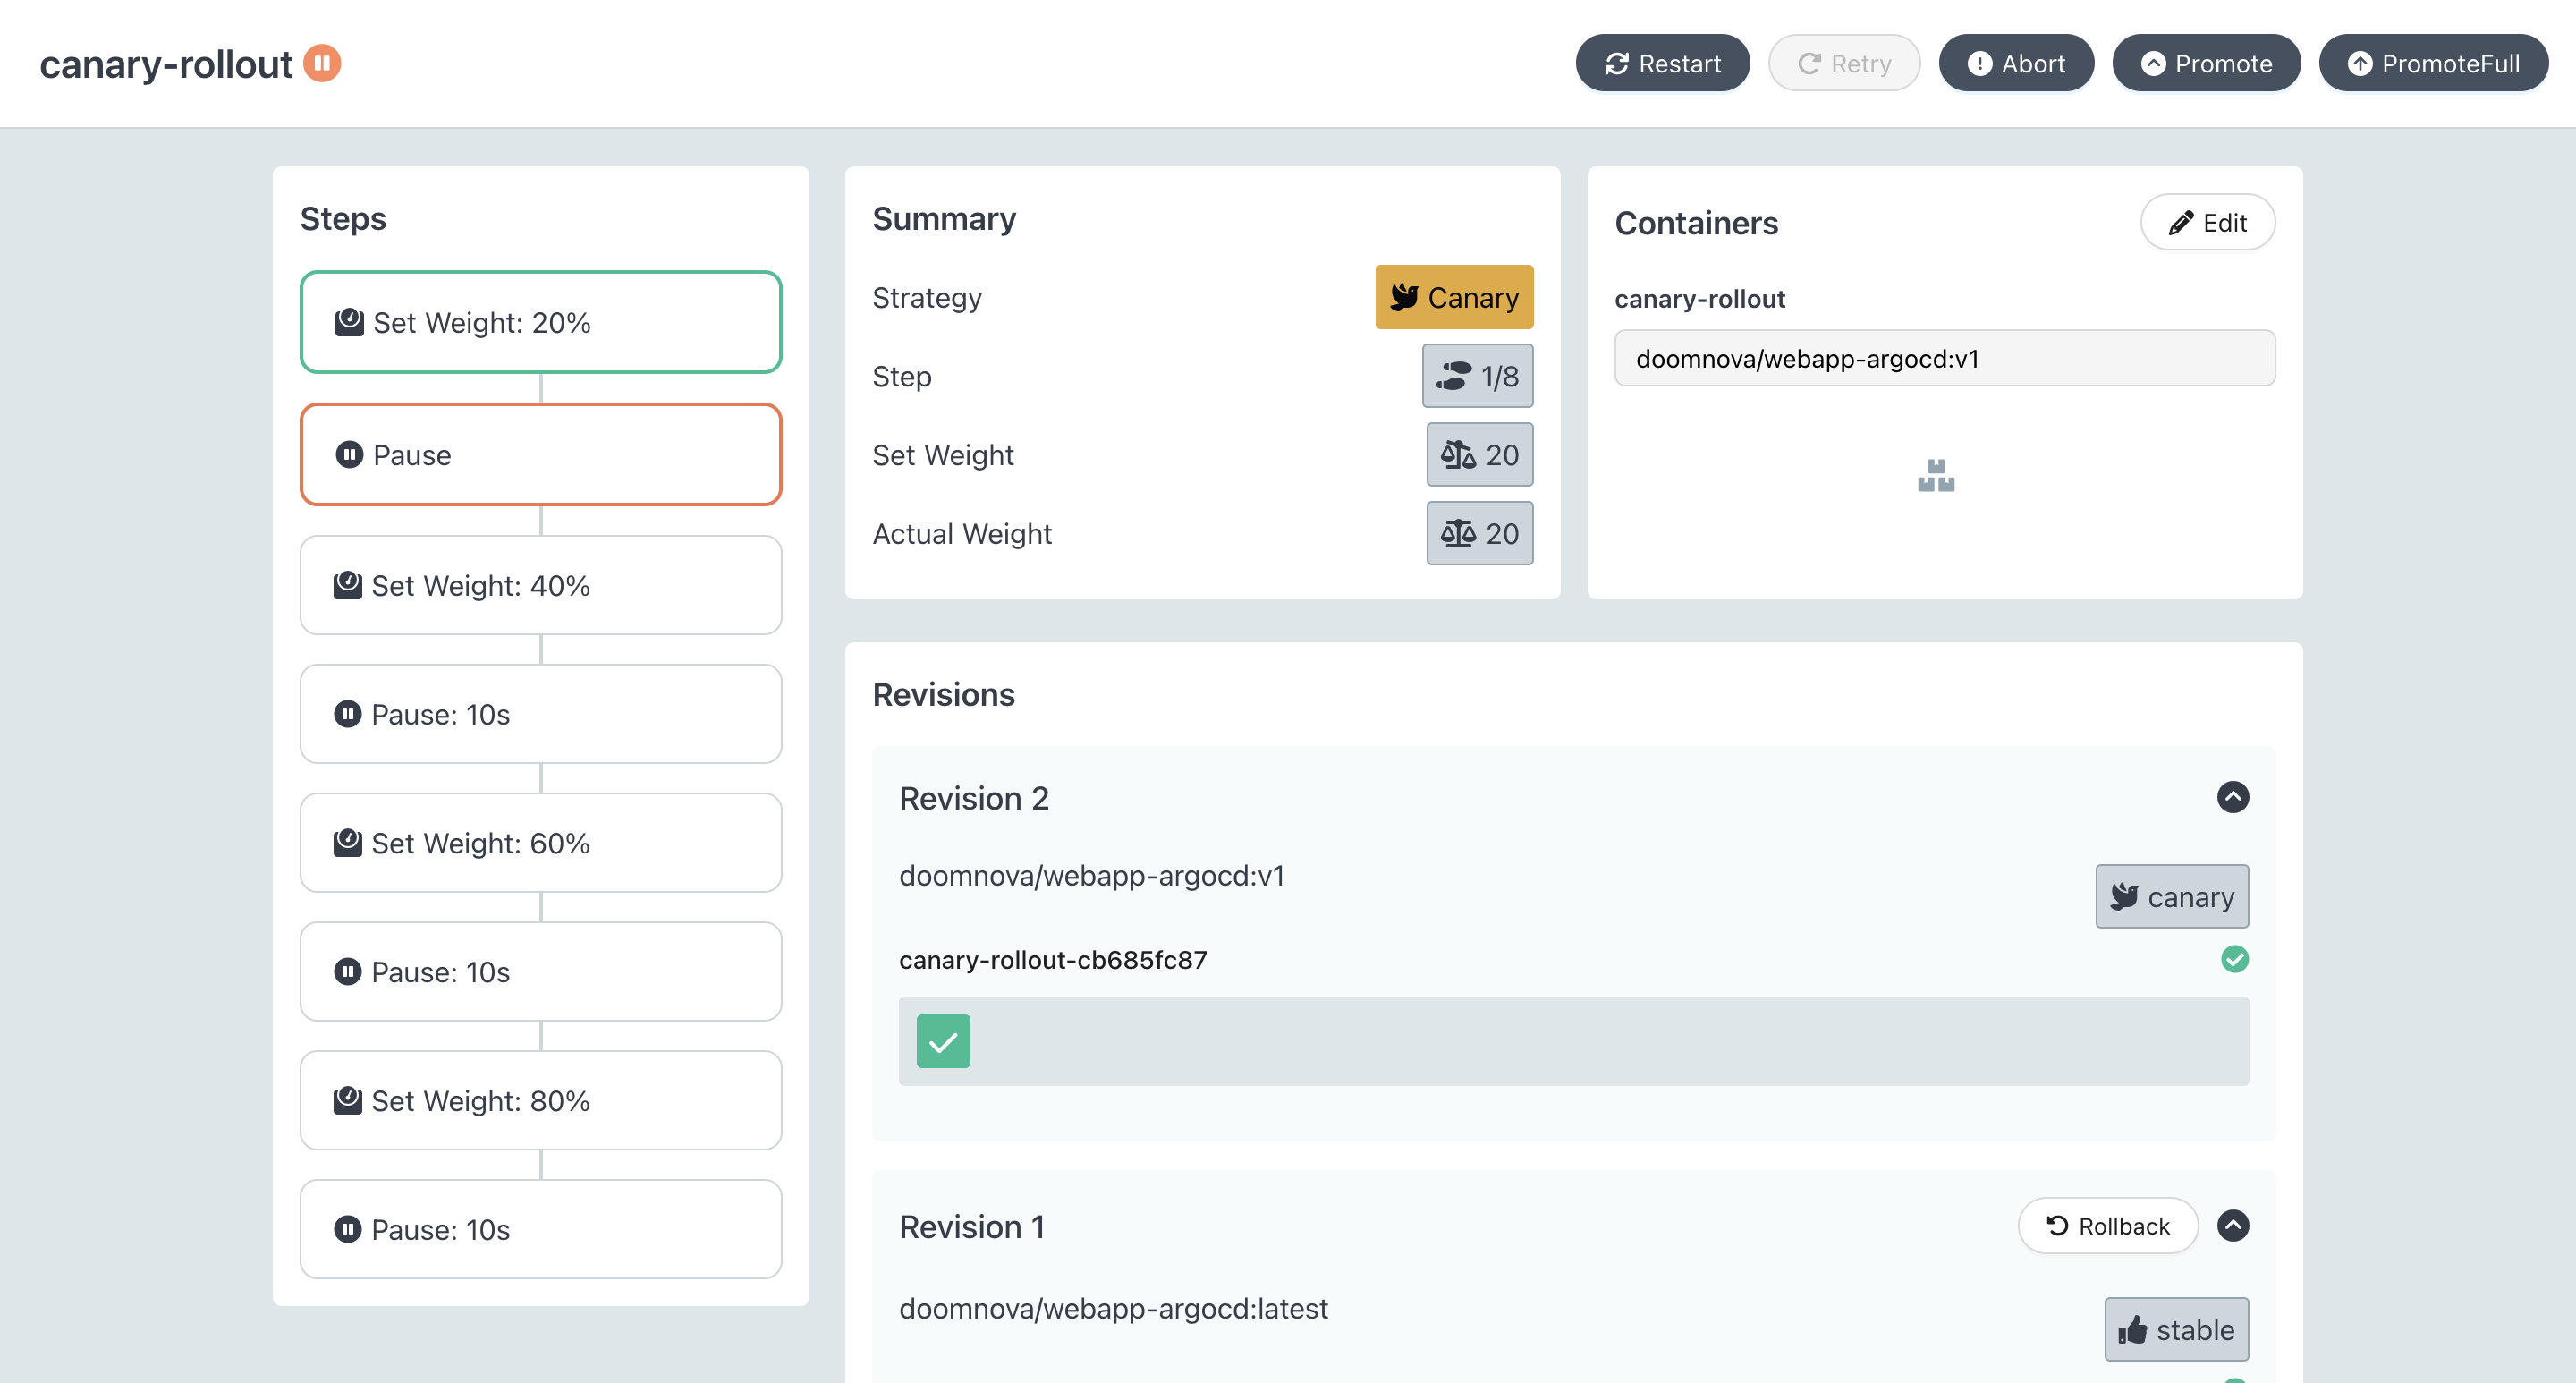 canary-rollout
Restart
Retry
Abort
Promote
PromoteFull
Steps
Set Weight: 20%
Pause
Set Weight: 40%
Pause: 10s
Set Weight: 60%
Pause: 10s
Set Weight: 80%
Pause: 10s
Summary
Strategy
Canary
Step
1/8
Set Weight
20
Actual Weight
20
Containers
Edit
canary-rollout
doomnova/webapp-argocd:v1
Revisions
Revision 2
doomnova/webapp-argocd:v1
canary
canary-rollout-cb685fc87
Revision 1
Rollback
doomnova/webapp-argocd:latest
stable